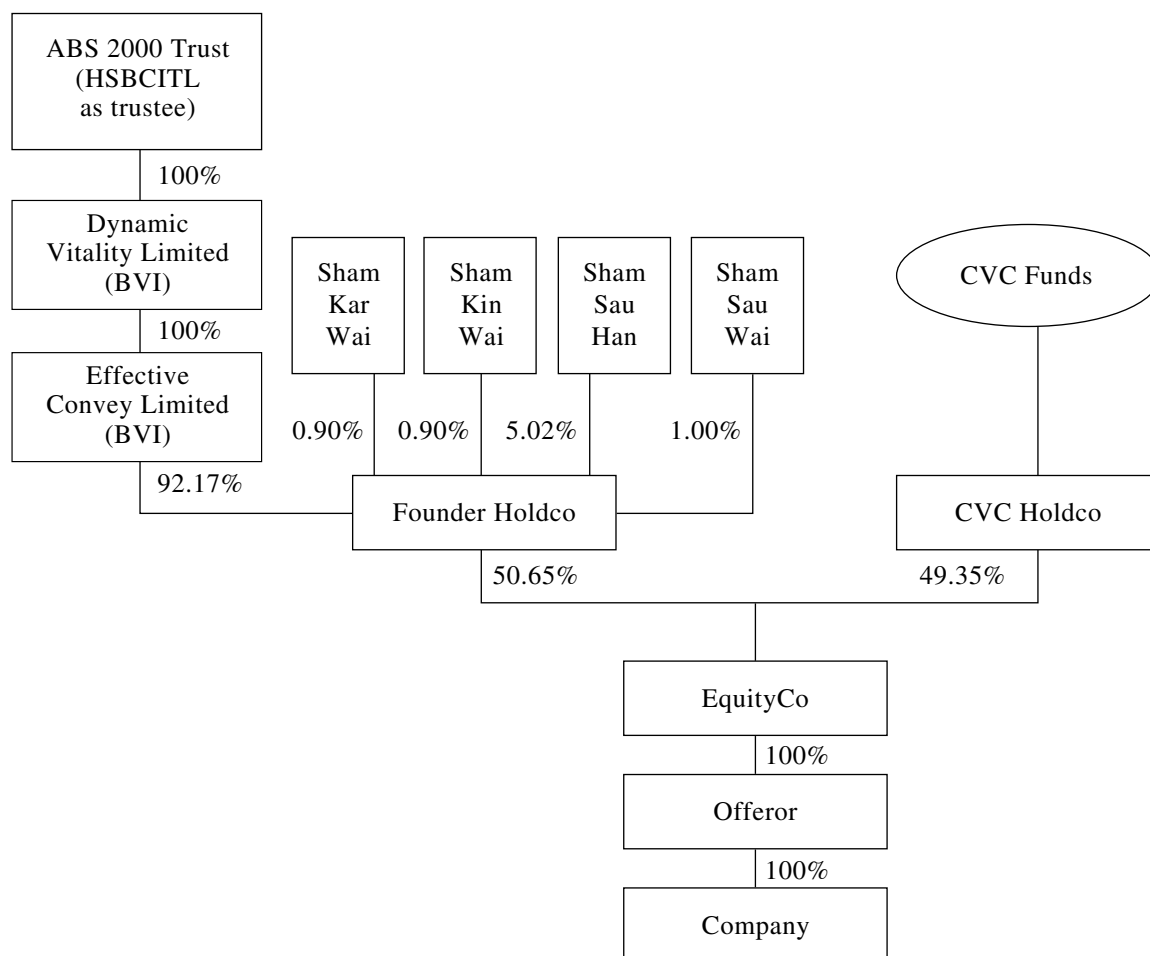 ABS 2000 Trust
(HSBCITL
as trustee)
100%
Dynamic
Vitality Limited
(BVI)
100%
Effective
Convey Limited
(BVI)
92.17%
Sham
Kar
Wai
0.90%
Sham
Kin
Wai
0.90%
Sham
Sau
Han
5.02%
Sham
Sau
Wai
1.00%
CVC Funds
Founder Holdco
CVC Holdco
50.65%
49.35%
EquityCo
100%
Offeror
100%
Company